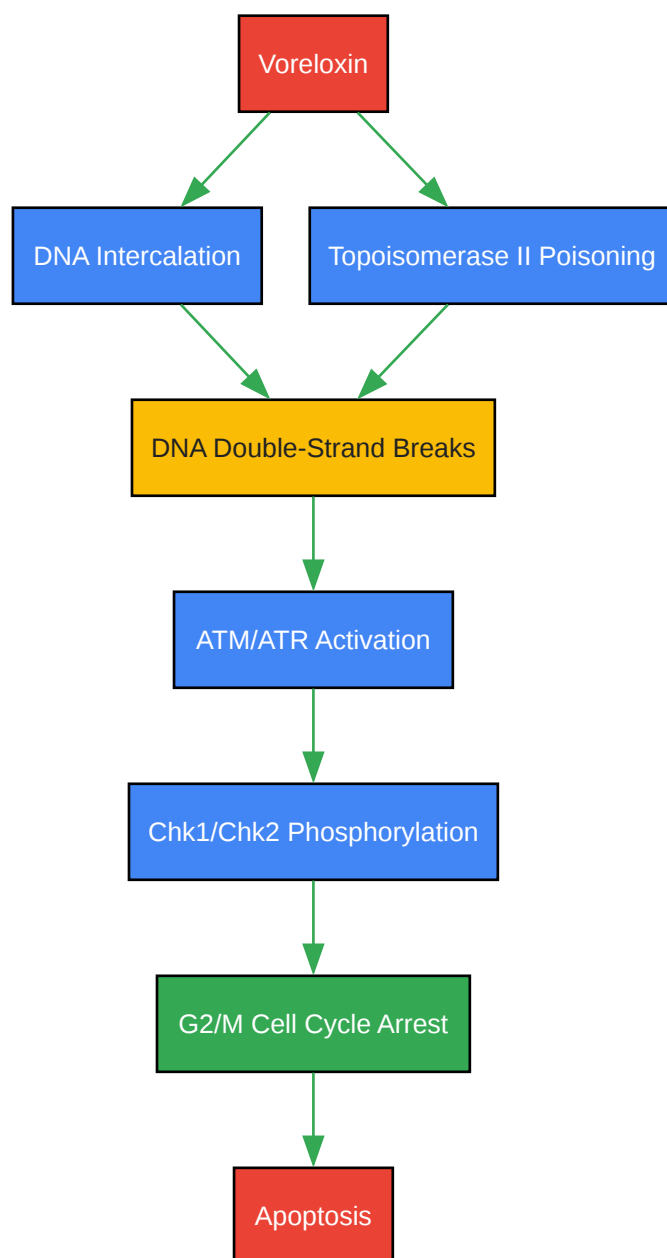 Voreloxin
DNA Intercalation
Topoisomerase II Poisoning
DNA Double-Strand Breaks
ATM/ATR Activation
Chk1/Chk2 Phosphorylation
G2/M Cell Cycle Arrest
Apoptosis